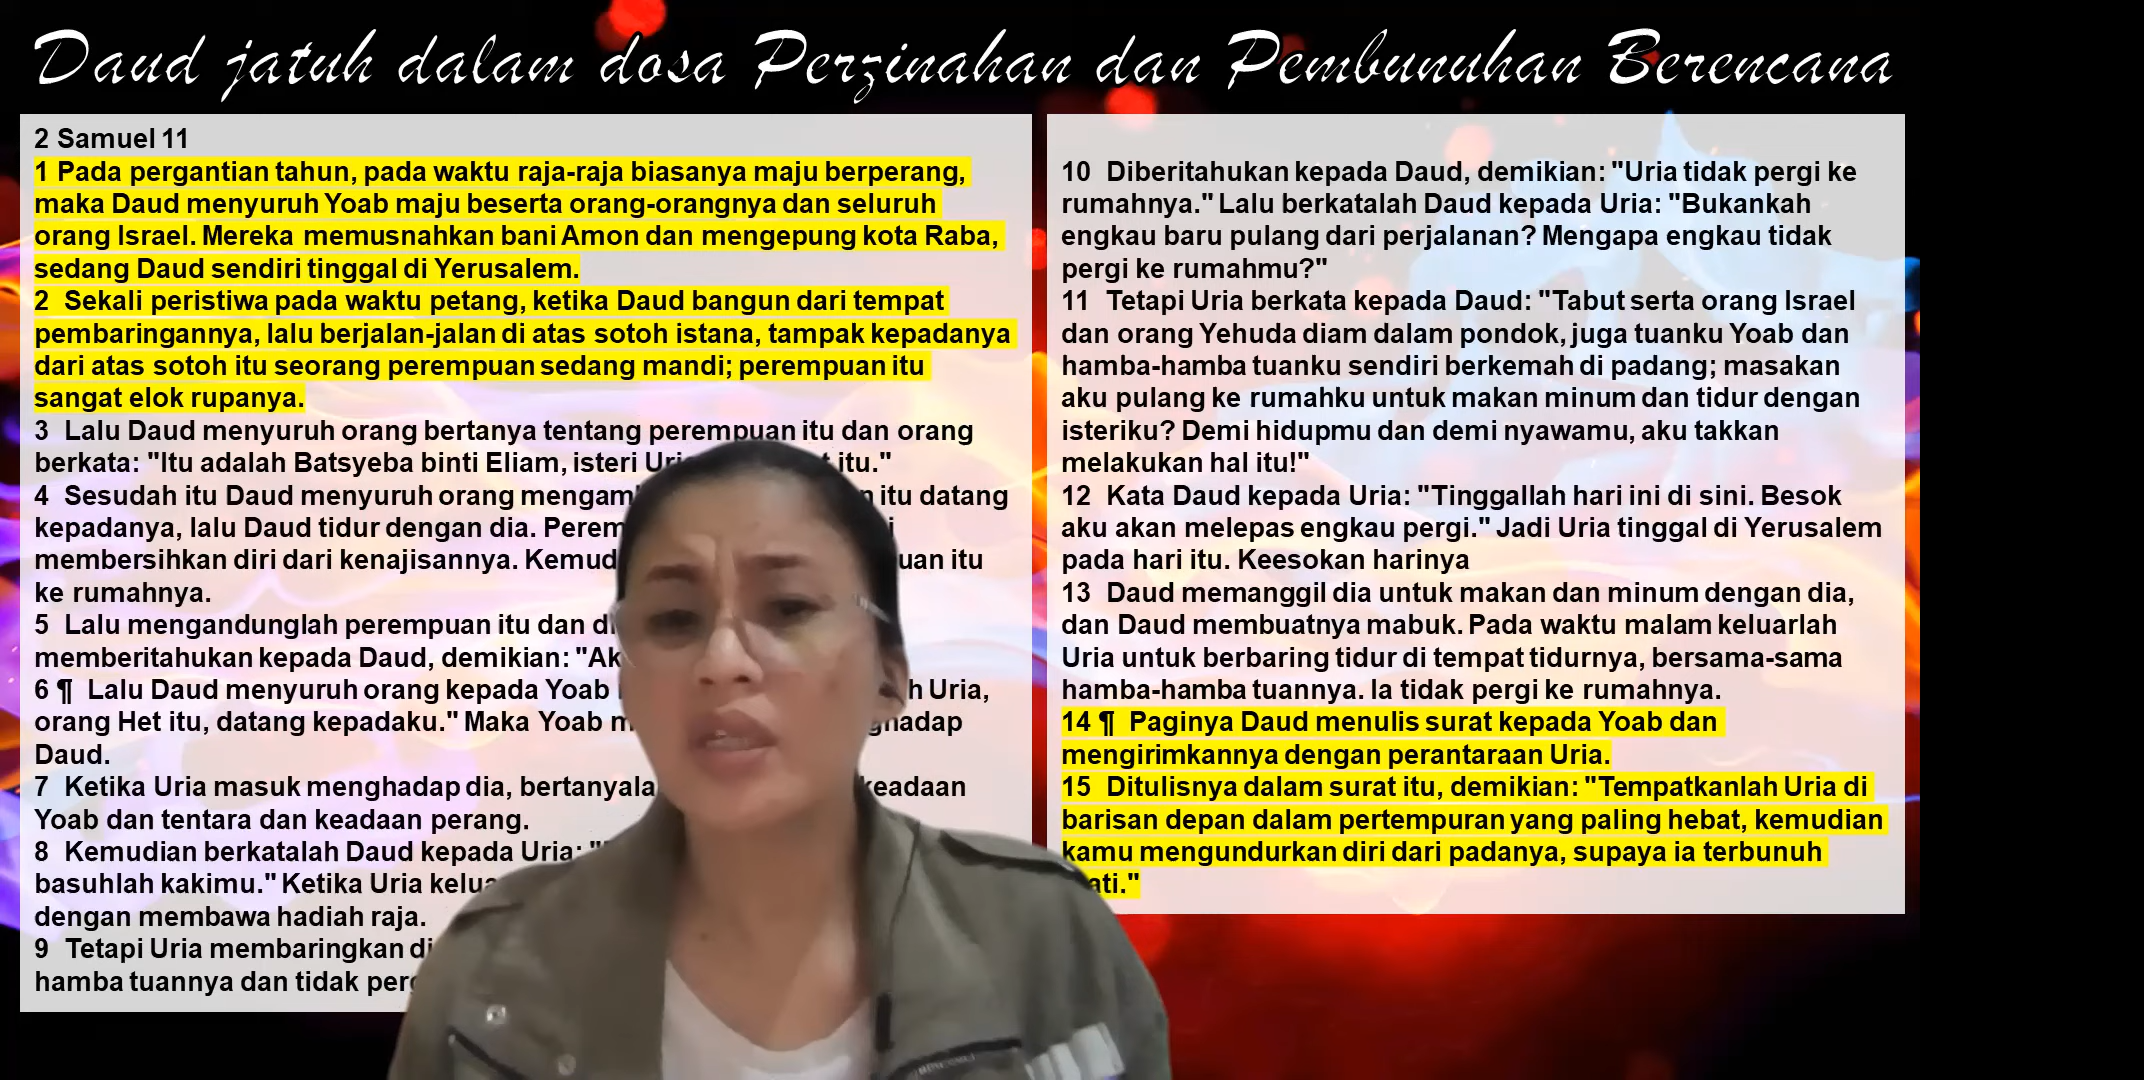 Daud jatuh dalam dosa Perzinahan dan Pembunuhan Berencana
2 Samuel 11
1 Pada pergantian tahun, pada waktu raja-raja biasanya maju berperang,
maka Daud menyuruh Yoab maju beserta orang-orangnya dan seluruh
orang Israel. Mereka memusnahkan bani Amon dan mengepung kota Raba,
sedang Daud sendiri tinggal di Yerusalem.
2 Sekali peristiwa pada waktu petang, ketika Daud bangun dari tempat
pembaringannya, lalu berjalan-jalan di atas sotoh istana, tampak kepadanya
dari atas sotoh itu seorang perempuan sedang mandi; perempuan itu
sangat elok rupanya.
3 Lalu Daud menyuruh orang bertanya tentang perempuan itu dan orang
berkata: "Itu adalah Batsyeba binti Eliam, isteri itu."
4 Sesudah itu Daud menyuruh orang itu datang
kepadanya, lalu Daud tidur dengan dia.
membersihkan diri dari kenajisannya. itu
ke rumahnya.
5 Lalu mengandunglah perempuan itu dan
memberitahukan kepada Daud, demikian:
6 ¶ Lalu Daud menyuruh orang kepada Yoab Uria,
orang Het itu, datang kepadaku." Maka Yoab
Daud.
7 Ketika Uria masuk menghadap dia, keadaan
Yoab dan tentara dan keadaan perang.
8 Kemudian berkatalah Daud kepada Uria:
basuhlah kakimu." Ketika Uria
dengan membawa hadiah raja.
9 Tetapi Uria membaringkan
hamba tuannya dan tidak
10 Diberitahukan kepada Daud, demikian: "Uria tidak pergi ke
rumahnya." Lalu berkatalah Daud kepada Uria: "Bukankah
engkau baru pulang dari perjalanan? Mengapa engkau tidak
pergi ke rumahmu?"
11 Tetapi Uria berkata kepada Daud: "Tabut serta orang Israel
dan orang Yehuda diam dalam pondok, juga tuanku Yoab dan
hamba-hamba tuanku sendiri berkemah di padang; masakan
aku pulang ke rumahku untuk makan minum dan tidur dengan
isteriku? Demi hidupmu dan demi nyawamu, aku takkan
melakukan hal itu!"
12 Kata Daud kepada Uria: "Tinggallah hari ini di sini. Besok
aku akan melepas engkau pergi." Jadi Uria tinggal di Yerusalem
pada hari itu. Keesokan harinya
13 Daud memanggil dia untuk makan dan minum dengan dia,
dan Daud membuatnya mabuk. Pada waktu malam keluarlah
Uria untuk berbaring tidur di tempat tidurnya, bersama-sama
hamba-hamba tuannya. Ia tidak pergi ke rumahnya.
14 ¶ Paginya Daud menulis surat kepada Yoab dan
mengirimkannya dengan perantaraan Uria.
15 Ditulisnya dalam surat itu, demikian: "Tempatkanlah Uria di
barisan depan dalam pertempuran yang paling hebat, kemudian
kamu mengundurkan diri dari padanya, supaya ia terbunuh